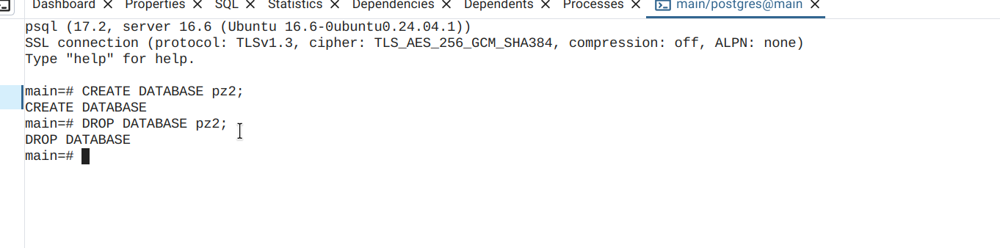 Dashboard Properties SQL Statistics Dependencies Dependents Processes main/postgres@main
psql (17.2, server 16.6 (Ubuntu 16.6-0ubuntu0.24.04.1))
SSL connection (protocol: TLSv1.3, cipher: TLS_AES_256_GCM_SHA384, compression: off, ALPN: none)
Type "help" for help.
main=# CREATE DATABASE pz2;
CREATE DATABASE
main=# DROP DATABASE pz2;
DROP DATABASE
main=#